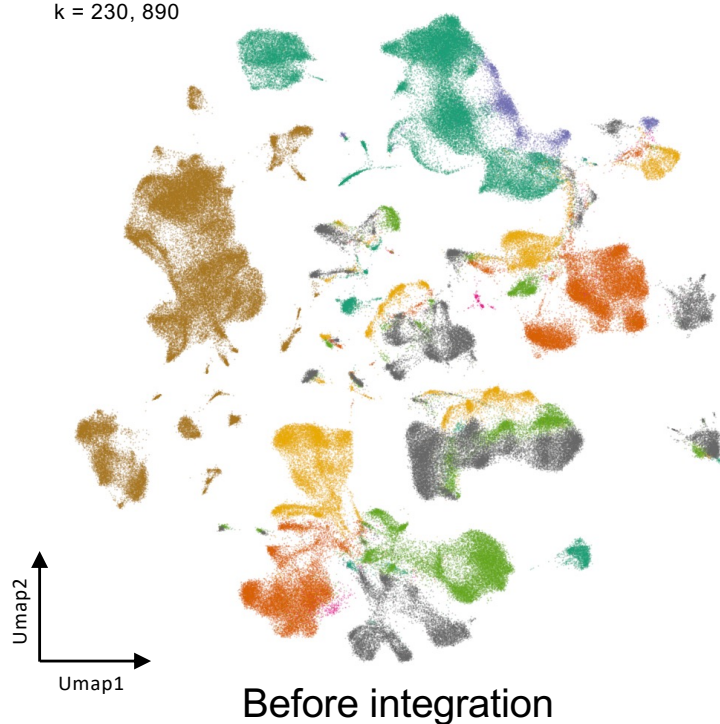 k = 230, 890
Umap2
Umap1
Before integration